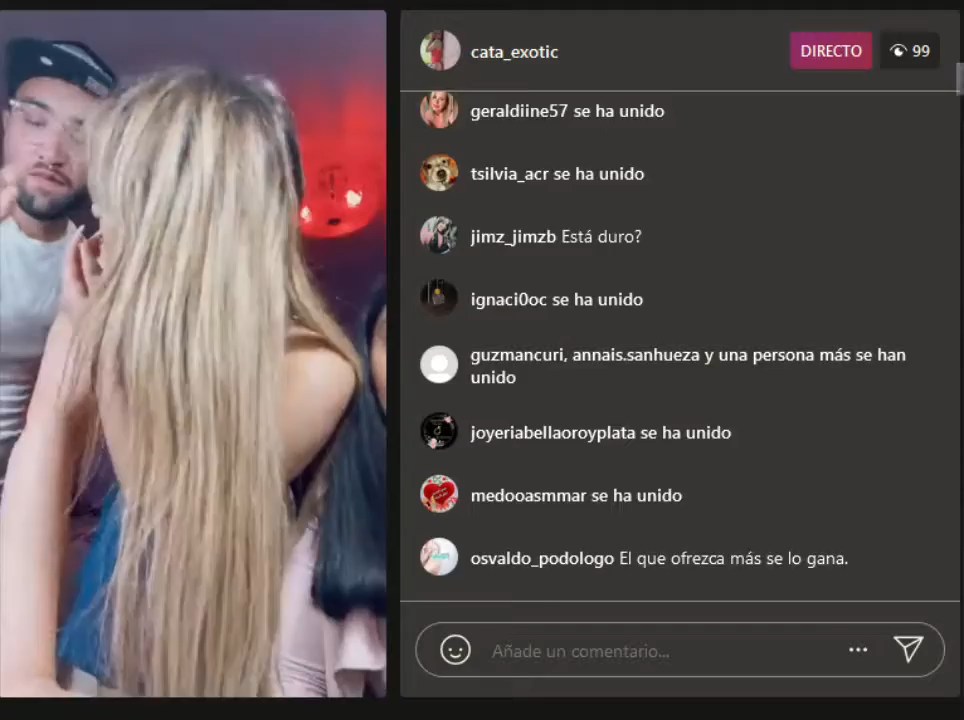 cata_exotic
DIRECTO
99
geraldiine57 se ha unido
tsilvia_acr se ha unido
jimz_jimzb Está duro?
ignaci0oc se ha unido
guzmancuri, annais.sanhueza y una persona más se han
unido
joyeriabellaoroyplata se ha unido
medooasmmar se ha unido
osvaldo_podologo El que ofrezca más se lo gana.
Añade un comentario...